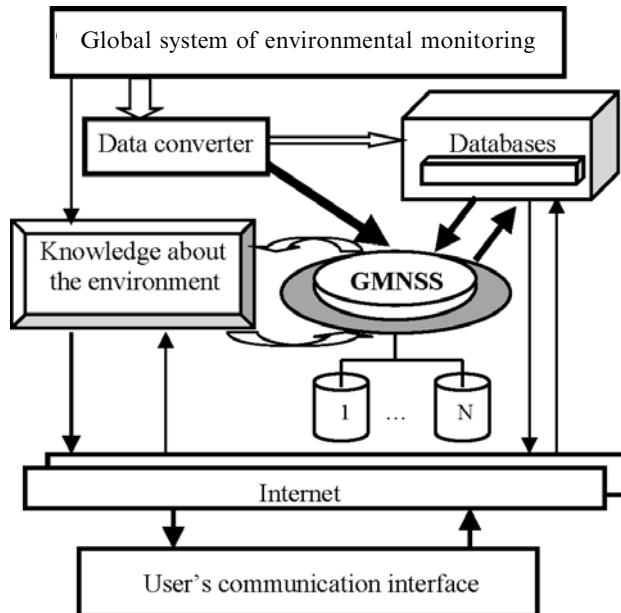 Global system of environmental monitoring
Data converter
Databases
Knowledge about
the environment
GMNSS
1 ... N
Internet
User's communication interface